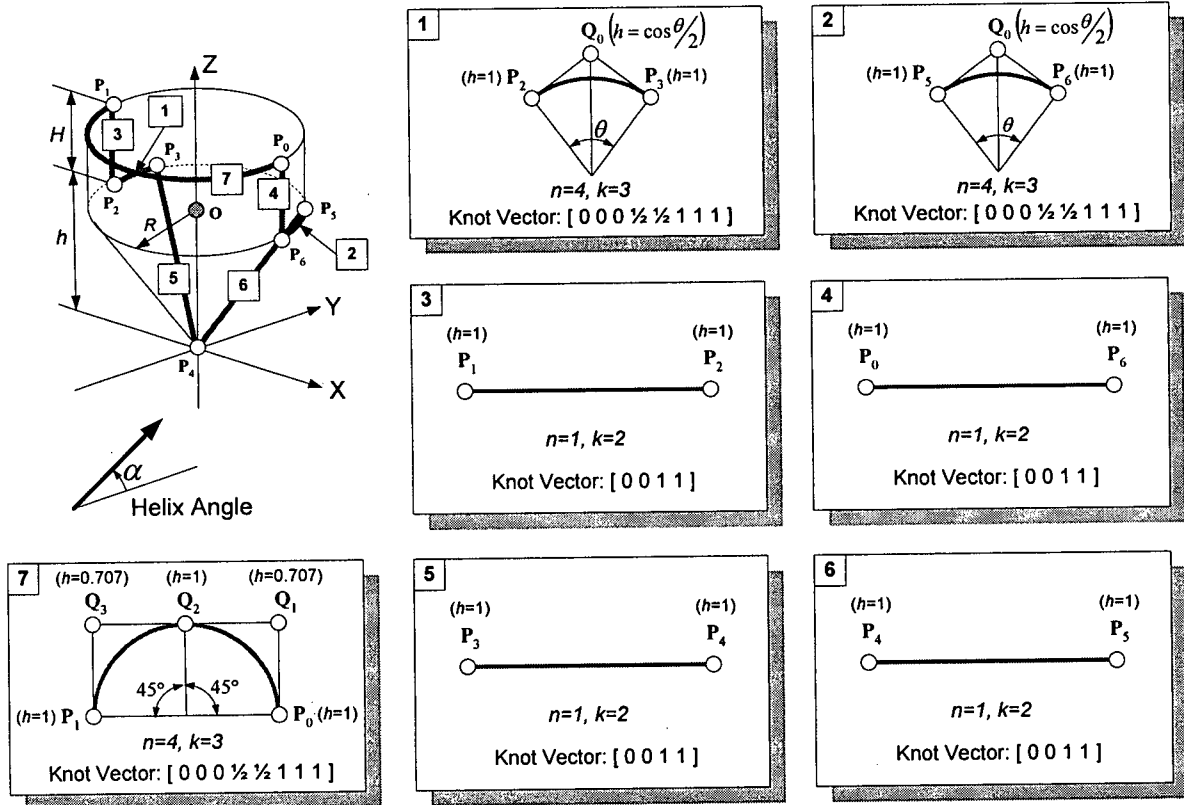 1
Q0 (h = cos θ/2)
(h=1) P2
P3 (h=1)
θ
n=4, k=3
Knot Vector: [ 0 0 0 ½ ½ 1 1 1 ]
2
Q0 (h = cos θ/2)
(h=1) P5
P6 (h=1)
θ
n=4, k=3
Knot Vector: [ 0 0 0 ½ ½ 1 1 1 ]
Z
P1
1
H
3
P3
P0
7
4
P2
O
P5
R
h
P6
2
5
6
Y
P4
X
α
Helix Angle
3
(h=1)
(h=1)
P1
P2
n=1, k=2
Knot Vector: [ 0 0 1 1 ]
4
(h=1)
(h=1)
P0
P6
n=1, k=2
Knot Vector: [ 0 0 1 1 ]
7
(h=0.707) (h=1) (h=0.707)
Q3 Q2 Q1
45° 45°
(h=1) P1
P0 (h=1)
n=4, k=3
Knot Vector: [ 0 0 0 ½ ½ 1 1 1 ]
5
(h=1)
(h=1)
P3
P4
n=1, k=2
Knot Vector: [ 0 0 1 1 ]
6
(h=1)
(h=1)
P4
P5
n=1, k=2
Knot Vector: [ 0 0 1 1 ]